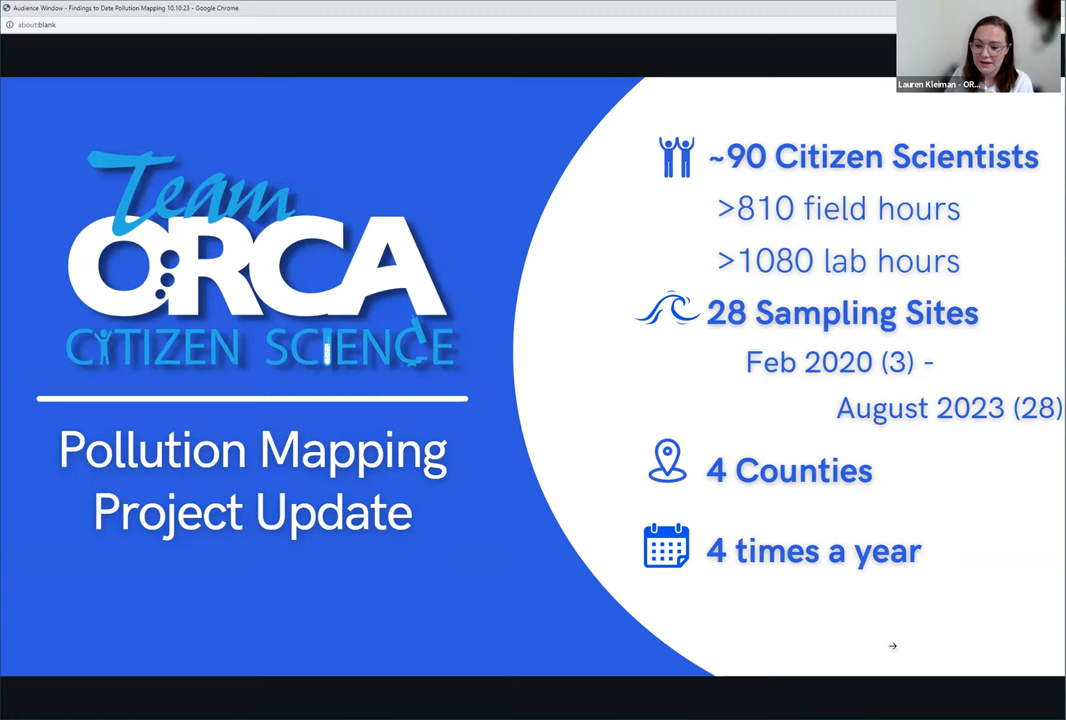 Audience Window - Findings to Date Pollution Mapping 10.10.23 - Google Chrome
about:blank
Lauren Kleiman - OR...
Team
ORCA
CITIZEN SCIENCE
Pollution Mapping
Project Update
~90 Citizen Scientists
>810 field hours
>1080 lab hours
28 Sampling Sites
Feb 2020 (3) -
August 2023 (28)
4 Counties
4 times a year